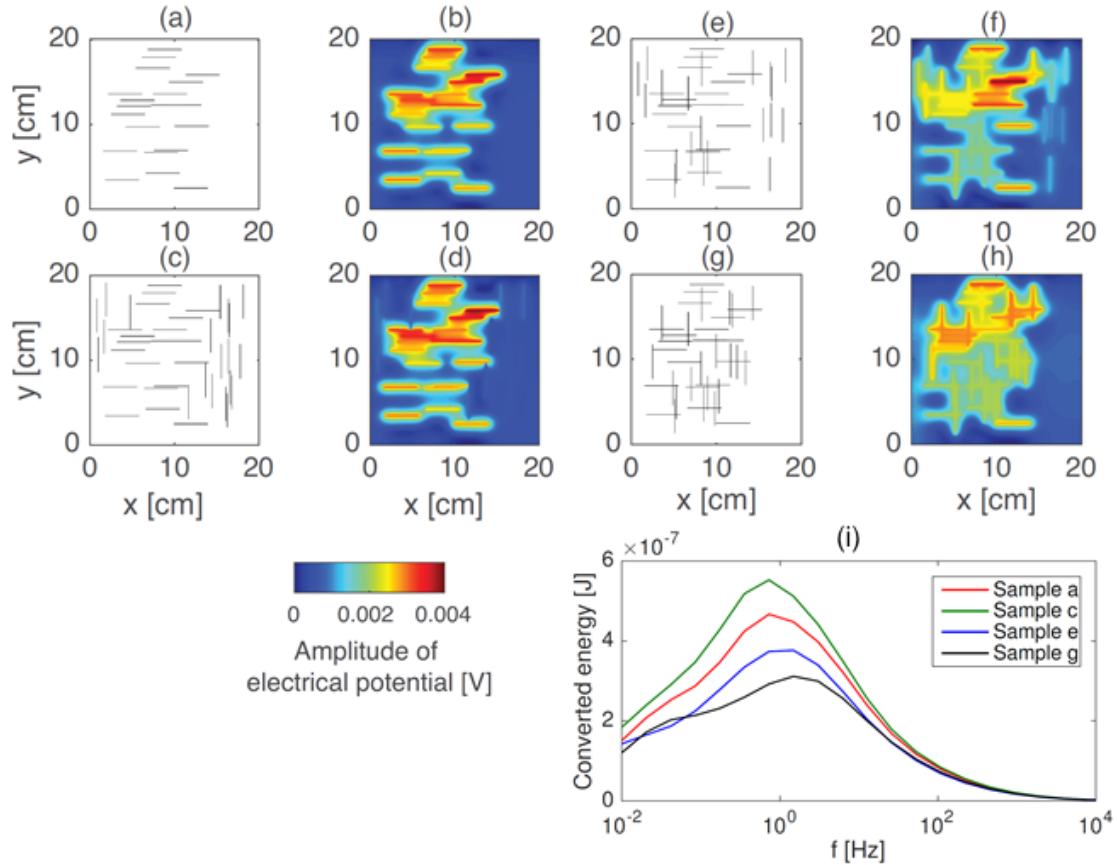 (a) (b) (e) (f)
20 20 20 20
y [cm] 10 10 10 10
0 0 0 0
0 10 20 0 10 20 0 10 20 0 10 20
(c) (d) (g) (h)
20 20 20 20
y [cm] 10 10 10 10
0 0 0 0
0 10 20 0 10 20 0 10 20 0 10 20
x [cm] x [cm] x [cm] x [cm]
0 0.002 0.004
Amplitude of
electrical potential [V]
(i)
×10-7
6
4
2
0
Converted energy [J]
Sample a
Sample c
Sample e
Sample g
10-2 100 102 104
f [Hz]